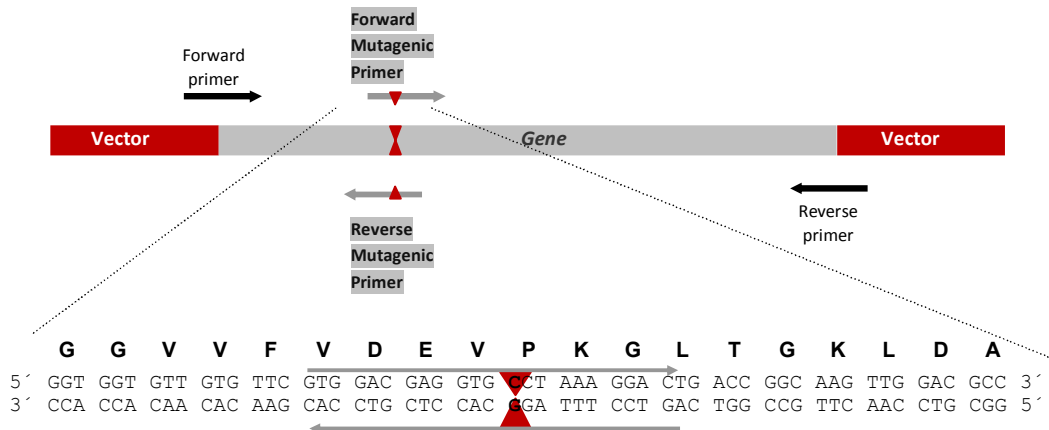 Forward
Mutagenic
Primer
Forward
primer
Vector
Gene
Vector
Reverse
Mutagenic
Primer
Reverse
primer
G G V V F V D E V P K G L T G K L D A
5´ GGT GGT GTT GTG TTC GTG GAC GAG GTG CCT AAA GGA CTG ACC GGC AAG TTG GAC GCC 3´
3´ CCA CCA CAA CAC AAG CAC CTG CTC CAC GGA TTT CCT GAC TGG CCG TTC AAC CTG CGG 5´